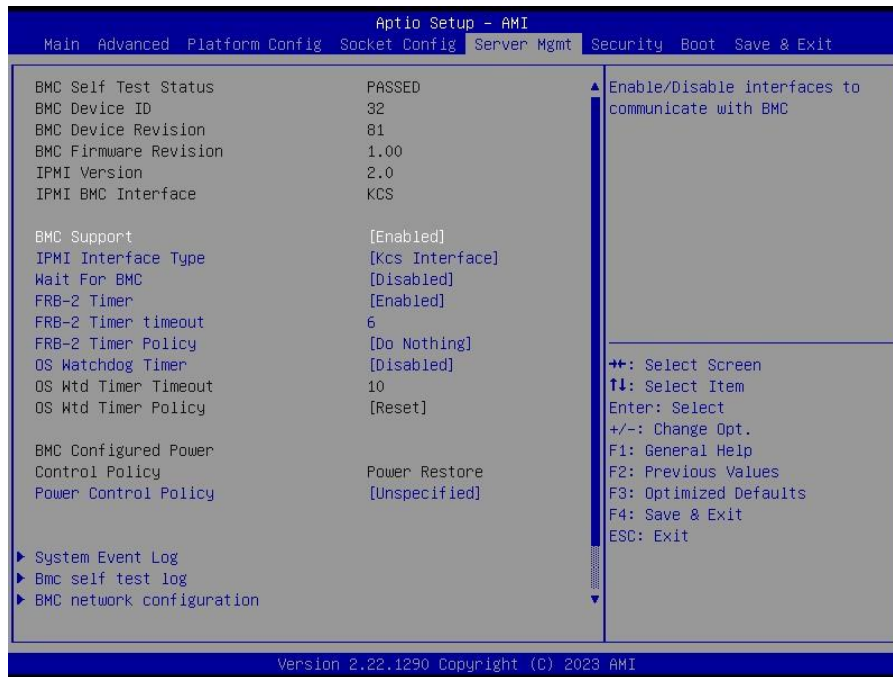 Aptio Setup – AMI
Main Advanced Platform Config Socket Config Server Mgmt Security Boot Save & Exit
BMC Self Test Status PASSED
BMC Device ID 32
BMC Device Revision 81
BMC Firmware Revision 1.00
IPMI Version 2.0
IPMI BMC Interface KCS
BMC Support [Enabled]
IPMI Interface Type [Kcs Interface]
Wait For BMC [Disabled]
FRB-2 Timer [Enabled]
FRB-2 Timer timeout 6
FRB-2 Timer Policy [Do Nothing]
OS Watchdog Timer [Disabled]
OS Wtd Timer Timeout 10
OS Wtd Timer Policy [Reset]
BMC Configured Power
Control Policy Power Restore
Power Control Policy [Unspecified]
System Event Log
Bmc self test log
BMC network configuration
Enable/Disable interfaces to
communicate with BMC
→←: Select Screen
↑↓: Select Item
Enter: Select
+/-: Change Opt.
F1: General Help
F2: Previous Values
F3: Optimized Defaults
F4: Save & Exit
ESC: Exit
Version 2.22.1290 Copyright (C) 2023 AMI